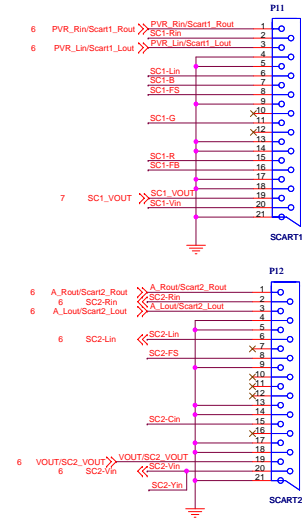 P11
6 PVR_Rin/Scart1_Rout PVR_Rin/Scart1_Rout 1
SC1-Rin 2
6 PVR_Lin/Scart1_Lout PVR_Lin/Scart1_Lout 3
4
5
SC1-Lin 6
SC1-B 7
SC1-FS 8
9
10
SC1-G 11
12
13
14
SC1-R 15
SC1-FB 16
17
18
7 SC1_VOUT SC1_VOUT 19
SC1-Vin 20
21
SCART1
P12
6 A_Rout/Scart2_Rout A_Rout/Scart2_Rout 1
6 SC2-Rin SC2-Rin 2
6 A_Lout/Scart2_Lout A_Lout/Scart2_Lout 3
4
5
6 SC2-Lin SC2-Lin 6
7
SC2-FS 8
9
10
11
12
13
14
SC2-Cin 15
16
17
18
6 VOUT/SC2_VOUT VOUT/SC2_VOUT 19
6 SC2-Vin SC2-Vin 20
21
SC2-Yin
SCART2